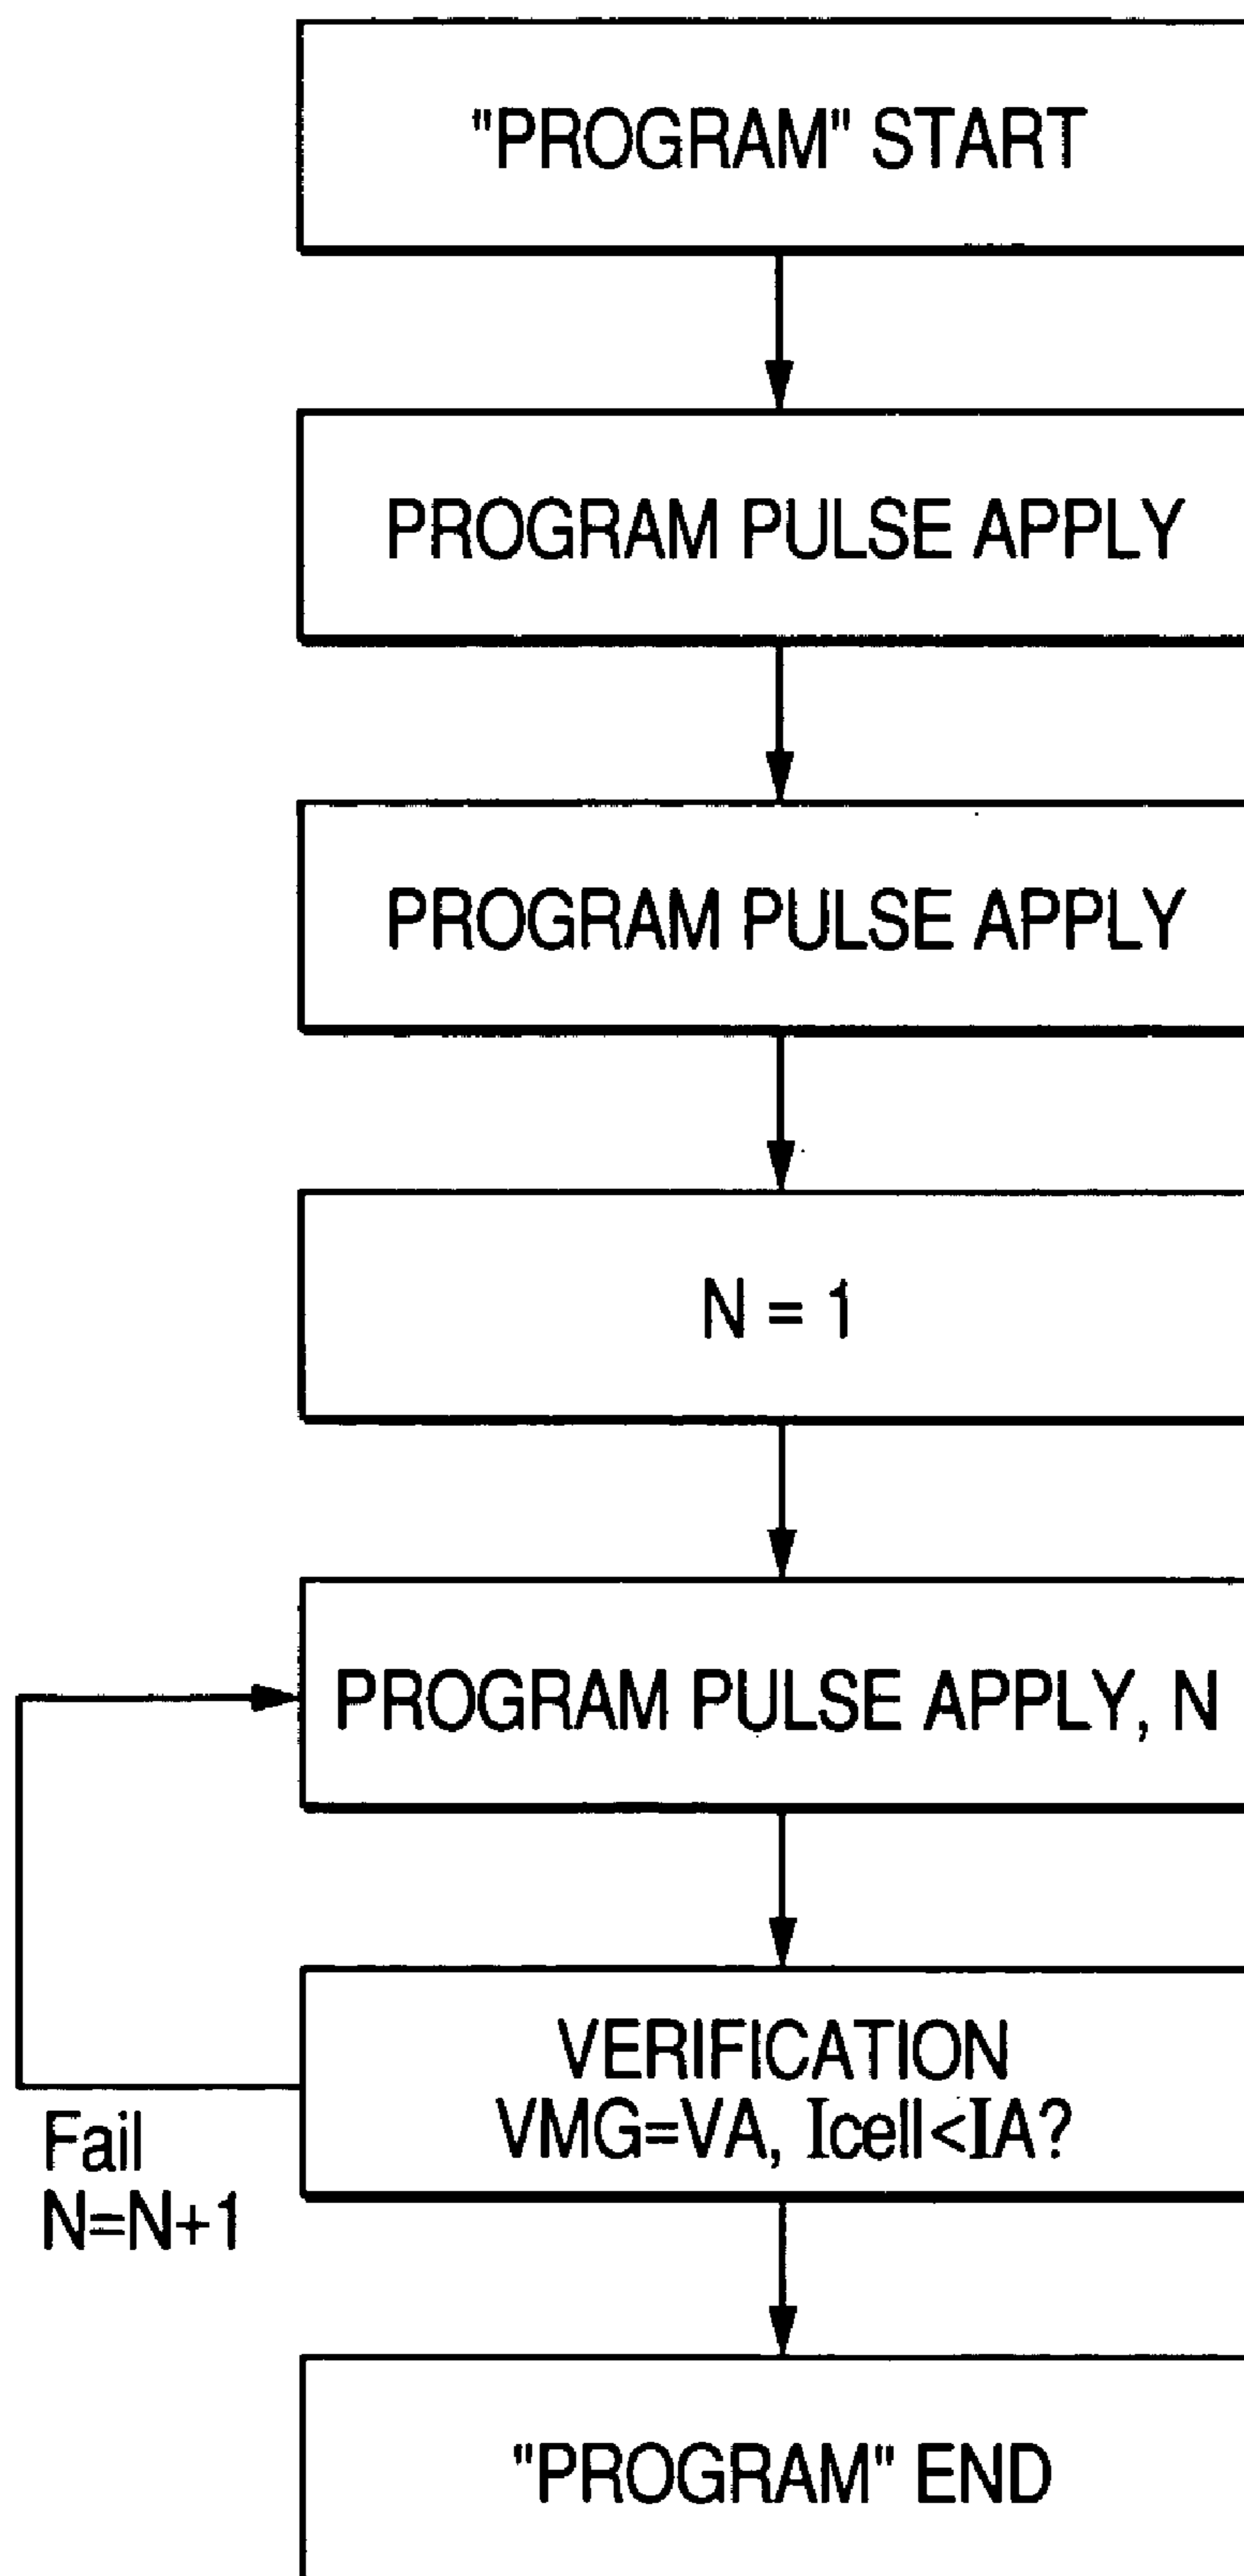 "PROGRAM" START
PROGRAM PULSE APPLY
PROGRAM PULSE APPLY
N = 1
PROGRAM PULSE APPLY, N
VERIFICATION
VMG=VA, Icell<IA?
Fail
N=N+1
"PROGRAM" END